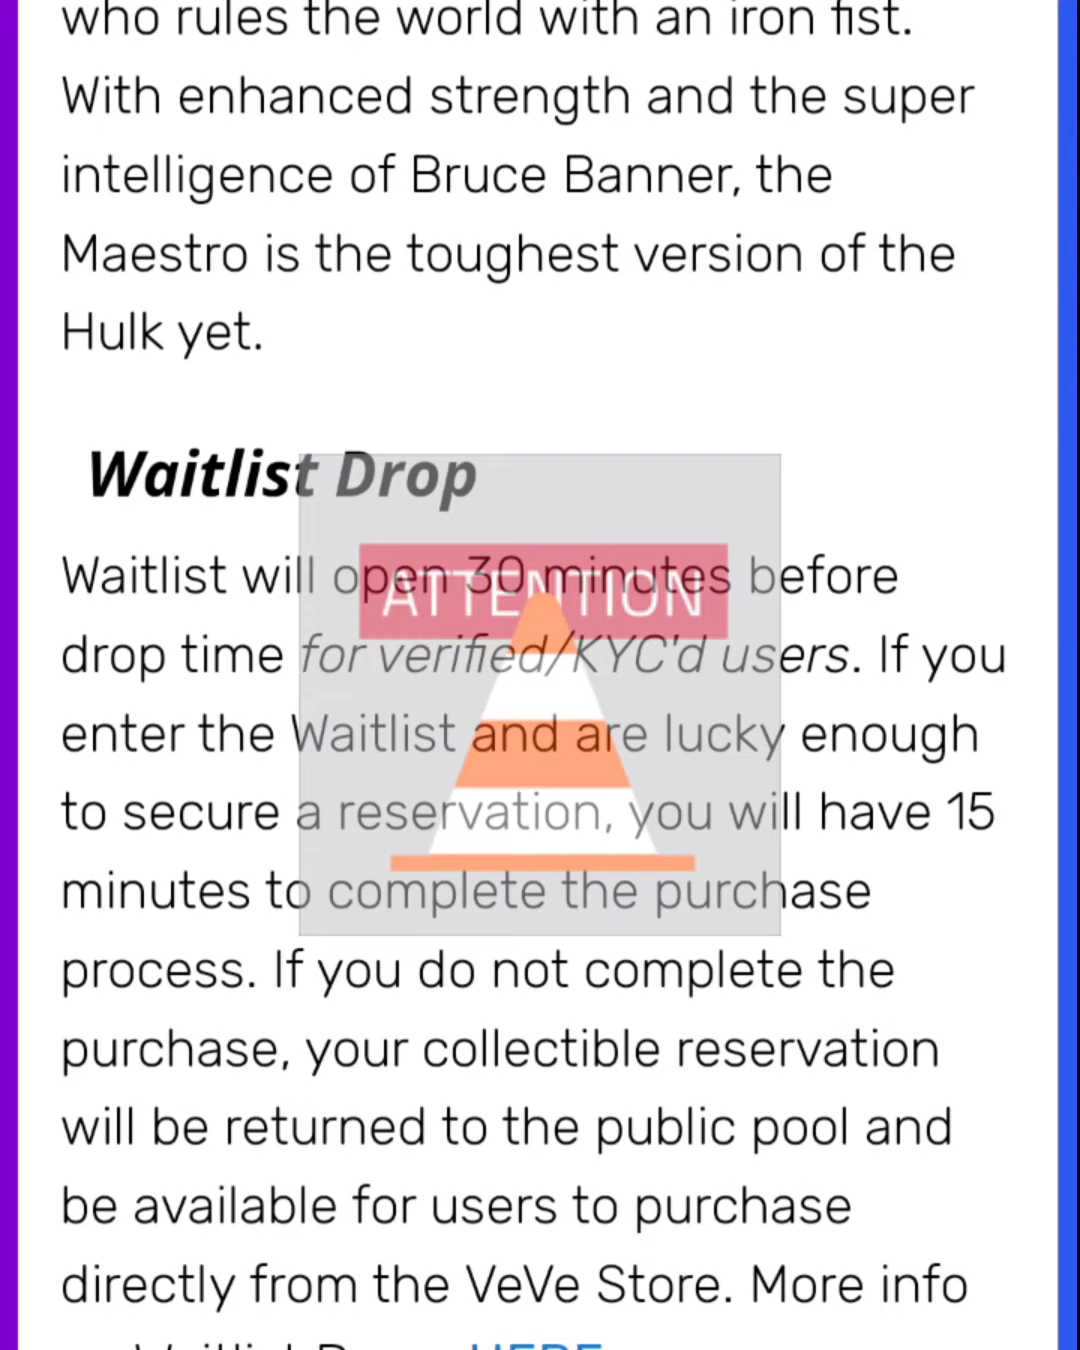 who rules the world with an iron fist.
With enhanced strength and the super
intelligence of Bruce Banner, the
Maestro is the toughest version of the
Hulk yet.
Waitlist Drop
Waitlist will open 30 minutes before
ATTENTION
drop time for verified/KYC'd users. If you
enter the Waitlist and are lucky enough
to secure a reservation, you will have 15
minutes to complete the purchase
process. If you do not complete the
purchase, your collectible reservation
will be returned to the public pool and
be available for users to purchase
directly from the VeVe Store. More info
Waitlist HERE